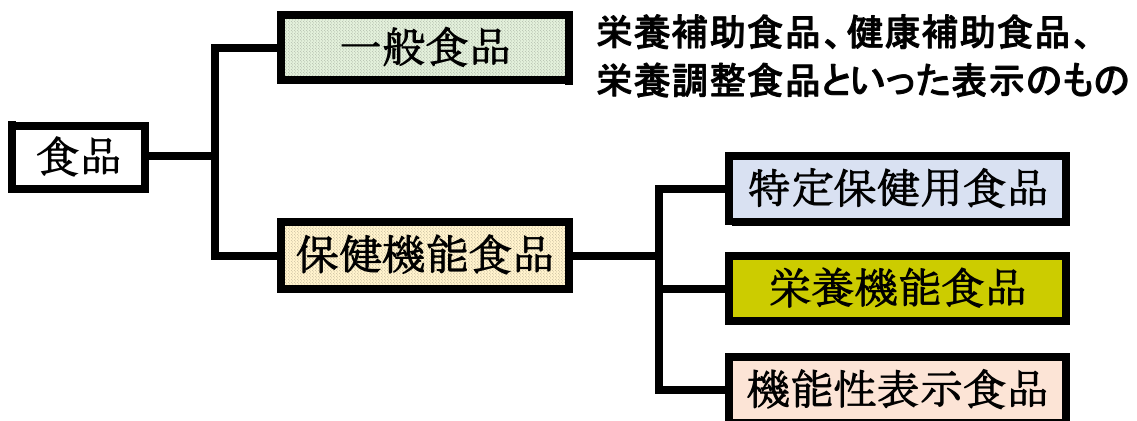 一般食品
栄養補助食品、健康補助食品、
栄養調整食品といった表示のもの
食品
特定保健用食品
保健機能食品
栄養機能食品
機能性表示食品